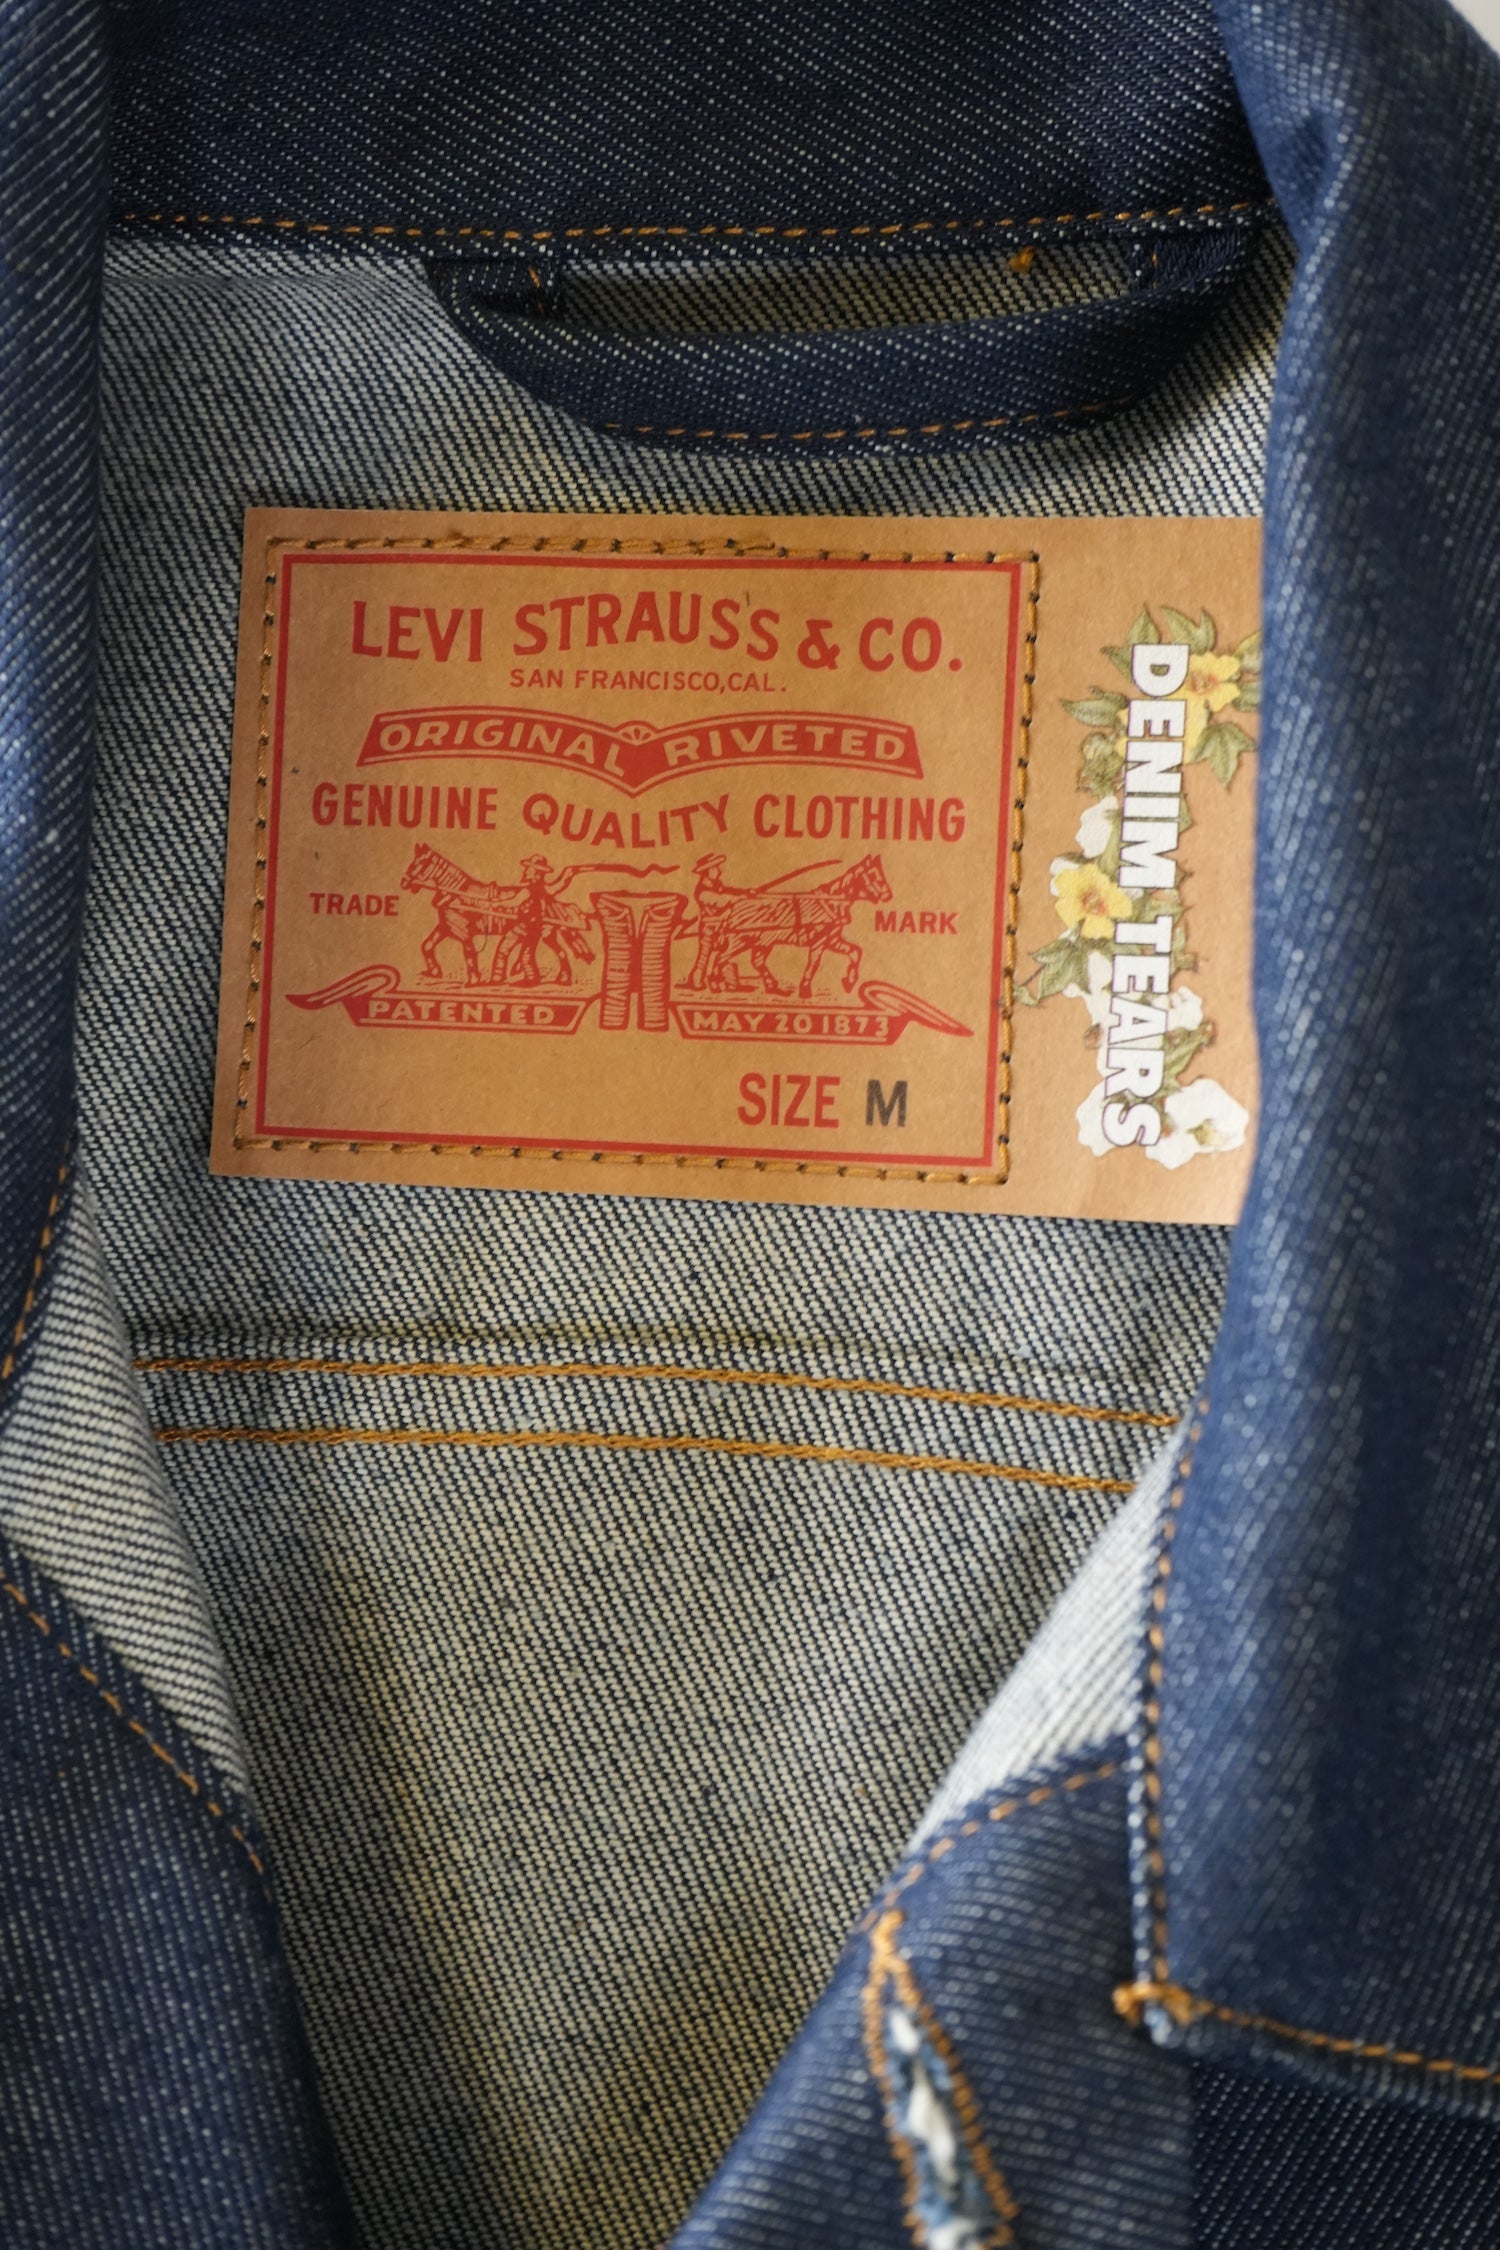 LEVI STRAUSS & CO.
SAN FRANCISCO, CAL.
ORIGINAL RIVETED
GENUINE QUALITY CLOTHING
TRADE MARK
PATENTED MAY 20 1873
SIZE M
DENIM TEARS